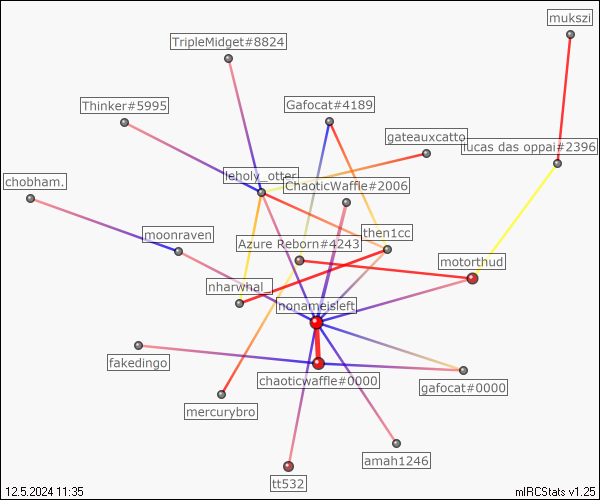 mukszi
TripleMidget#8824
Thinker#5995
Gafocat#4189
gateauxcatto
lucas das oppai#2396
leholy_otter
chobham.
ChaoticWaffle#2006
moonraven
Azure Reborn#4243
then1cc
motorthud
nharwhal_
honameisleft
fakedingo
chaoticwaffle#0000
gafocat#0000
mercurybro
amah1246
tt532
12.5.2024 11:35
mIRCStats v1.25